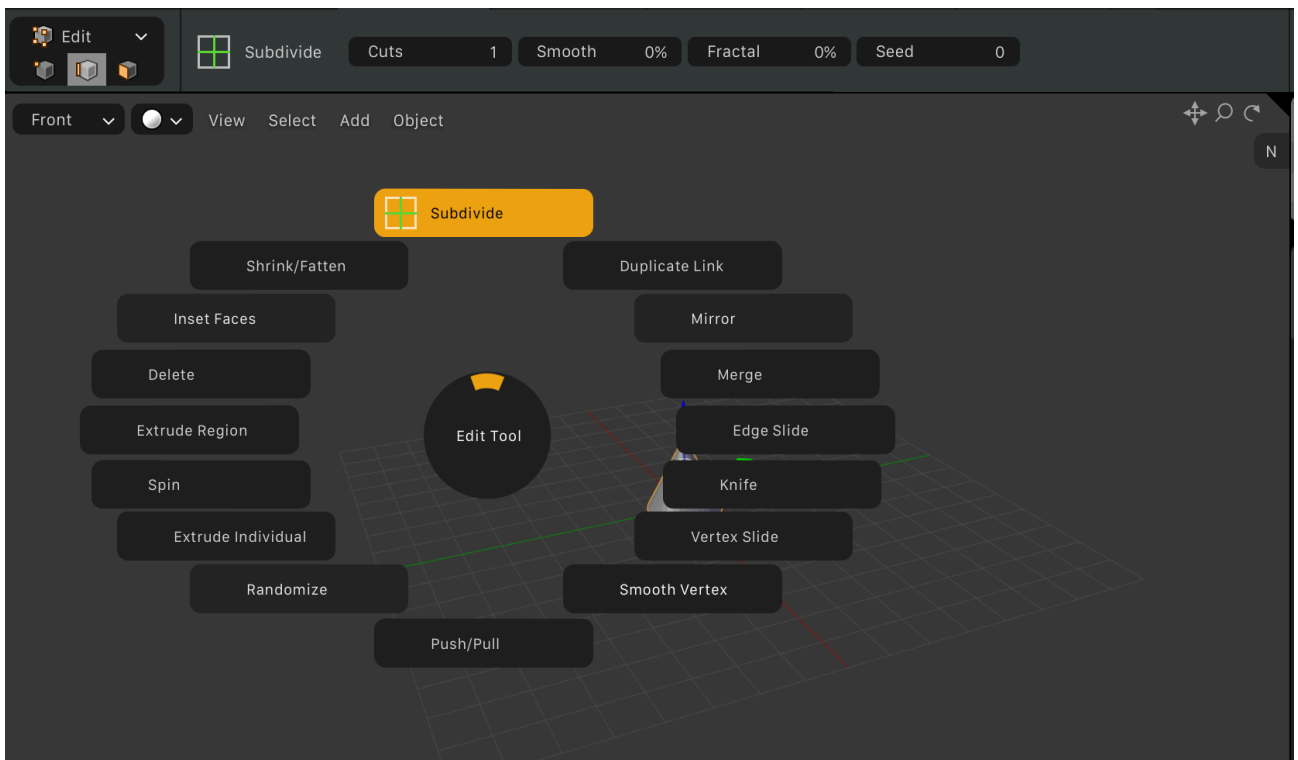 Edit
Subdivide Cuts 1 Smooth 0% Fractal 0% Seed 0
Front View Select Add Object
N
Subdivide
Shrink/Fatten Duplicate Link
Inset Faces Mirror
Delete Merge
Extrude Region Edit Tool Edge Slide
Spin Knife
Extrude Individual Vertex Slide
Randomize Smooth Vertex
Push/Pull